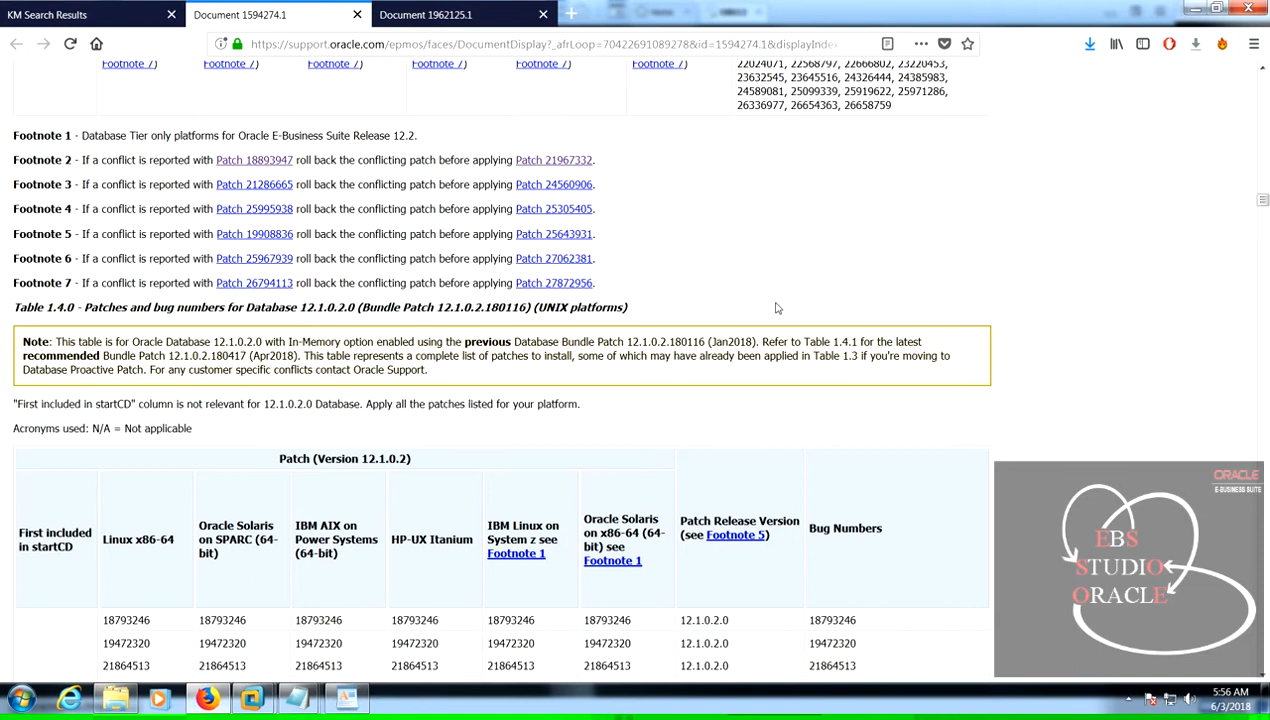 KM Search Results
Document 1594274.1
Document 1962125.1
https://support.oracle.com/epmos/faces/DocumentDisplay?_afrLoop=70422691089278&id=1594274.1&displayInde
Footnote 7) Footnote 7) Footnote 7) Footnote 7) Footnote 7) Footnote 7)
22024071, 22568797, 22666802, 23220453,
23632545, 23645516, 24326444, 24385983,
24589081, 25099339, 25919622, 25971286,
26336977, 26654363, 26658759
Footnote 1 - Database Tier only platforms for Oracle E-Business Suite Release 12.2.
Footnote 2 - If a conflict is reported with Patch 18893947 roll back the conflicting patch before applying Patch 21967332.
Footnote 3 - If a conflict is reported with Patch 21286665 roll back the conflicting patch before applying Patch 24560906.
Footnote 4 - If a conflict is reported with Patch 25995938 roll back the conflicting patch before applying Patch 25305405.
Footnote 5 - If a conflict is reported with Patch 19908836 roll back the conflicting patch before applying Patch 25643931.
Footnote 6 - If a conflict is reported with Patch 25967939 roll back the conflicting patch before applying Patch 27062381.
Footnote 7 - If a conflict is reported with Patch 26794113 roll back the conflicting patch before applying Patch 27872956.
Table 1.4.0 - Patches and bug numbers for Database 12.1.0.2.0 (Bundle Patch 12.1.0.2.180116) (UNIX platforms)
Note: This table is for Oracle Database 12.1.0.2.0 with In-Memory option enabled using the previous Database Bundle Patch 12.1.0.2.180116 (Jan2018). Refer to Table 1.4.1 for the latest
recommended Bundle Patch 12.1.0.2.180417 (Apr2018). This table represents a complete list of patches to install, some of which may have already been applied in Table 1.3 if you're moving to
Database Proactive Patch. For any customer specific conflicts contact Oracle Support.
"First included in startCD" column is not relevant for 12.1.0.2.0 Database. Apply all the patches listed for your platform.
Acronyms used: N/A = Not applicable
Patch (Version 12.1.0.2)
First included
in startCD
Linux x86-64
Oracle Solaris
on SPARC (64-
bit)
IBM AIX on
Power Systems
(64-bit)
HP-UX Itanium
IBM Linux on
System z see
Footnote 1
Oracle Solaris
on x86-64 (64-
bit) see
Footnote 1
Patch Release Version
(see Footnote 5)
Bug Numbers
18793246 18793246 18793246 18793246 18793246 18793246 12.1.0.2.0 18793246
19472320 19472320 19472320 19472320 19472320 19472320 12.1.0.2.0 19472320
21864513 21864513 21864513 21864513 21864513 21864513 12.1.0.2.0 21864513
ORACLE
E-BUSINESS SUITE
EBS
STUDIO
ORACLE
5:56 AM
6/3/2018